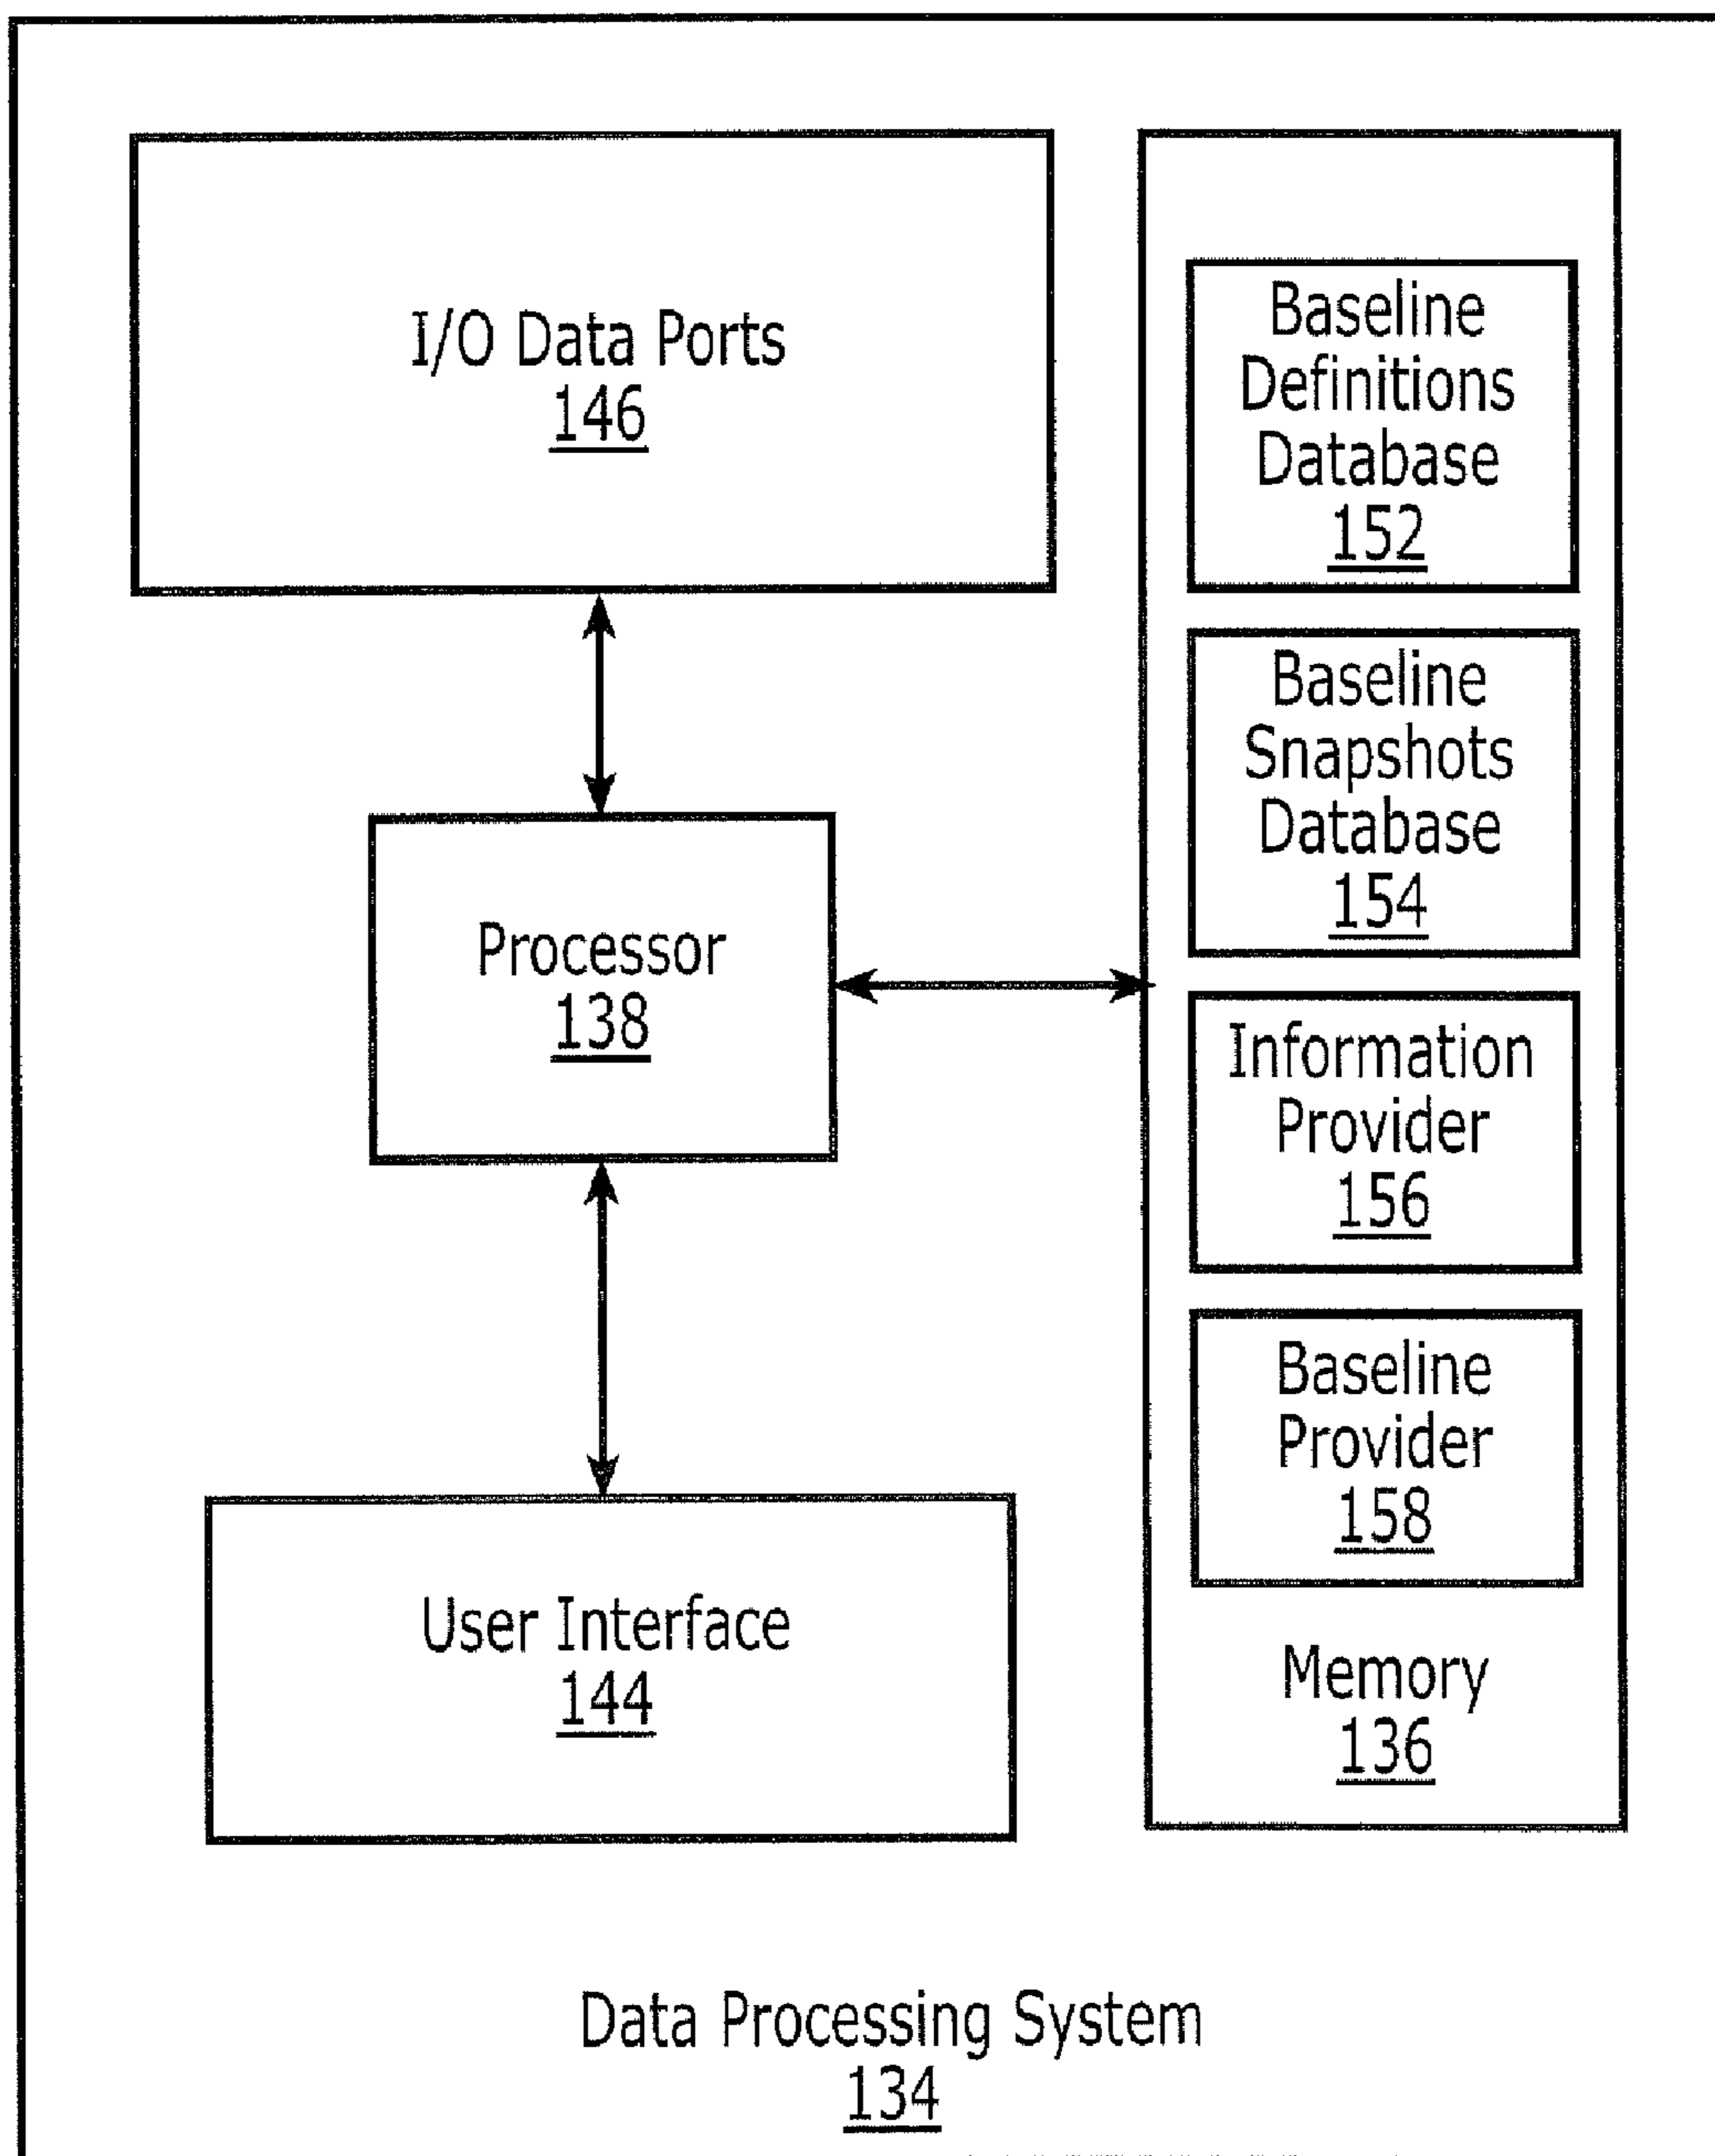 I/O Data Ports
146
Processor
138
User Interface
144
Baseline
Definitions
Database
152
Baseline
Snapshots
Database
154
Information
Provider
156
Baseline
Provider
158
Memory
136
Data Processing System
134